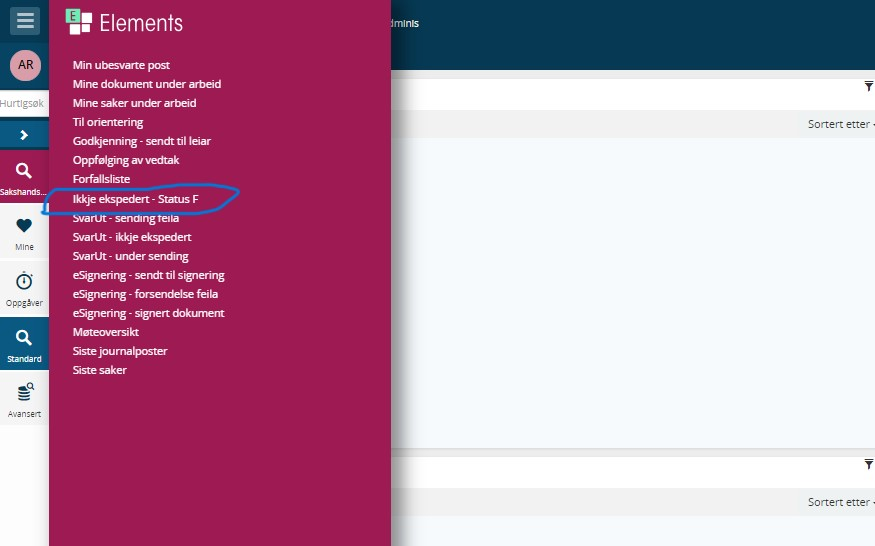 E
Elements
dminis
AR
Hurtigsøk
Sakshands...
Mine
Oppgåver
Standard
Avansert
Min ubesvarte post
Mine dokument under arbeid
Mine saker under arbeid
Til orientering
Godkjenning - sendt til leiar
Oppfølging av vedtak
Forfallsliste
Ikkje ekspedert - Status F
SvarUt - sending feila
SvarUt - ikkje ekspedert
SvarUt - under sending
eSignering - sendt til signering
eSignering - forsendelse feila
eSignering - signert dokument
Møteoversikt
Siste journalposter
Siste saker
Sortert etter
Sortert etter